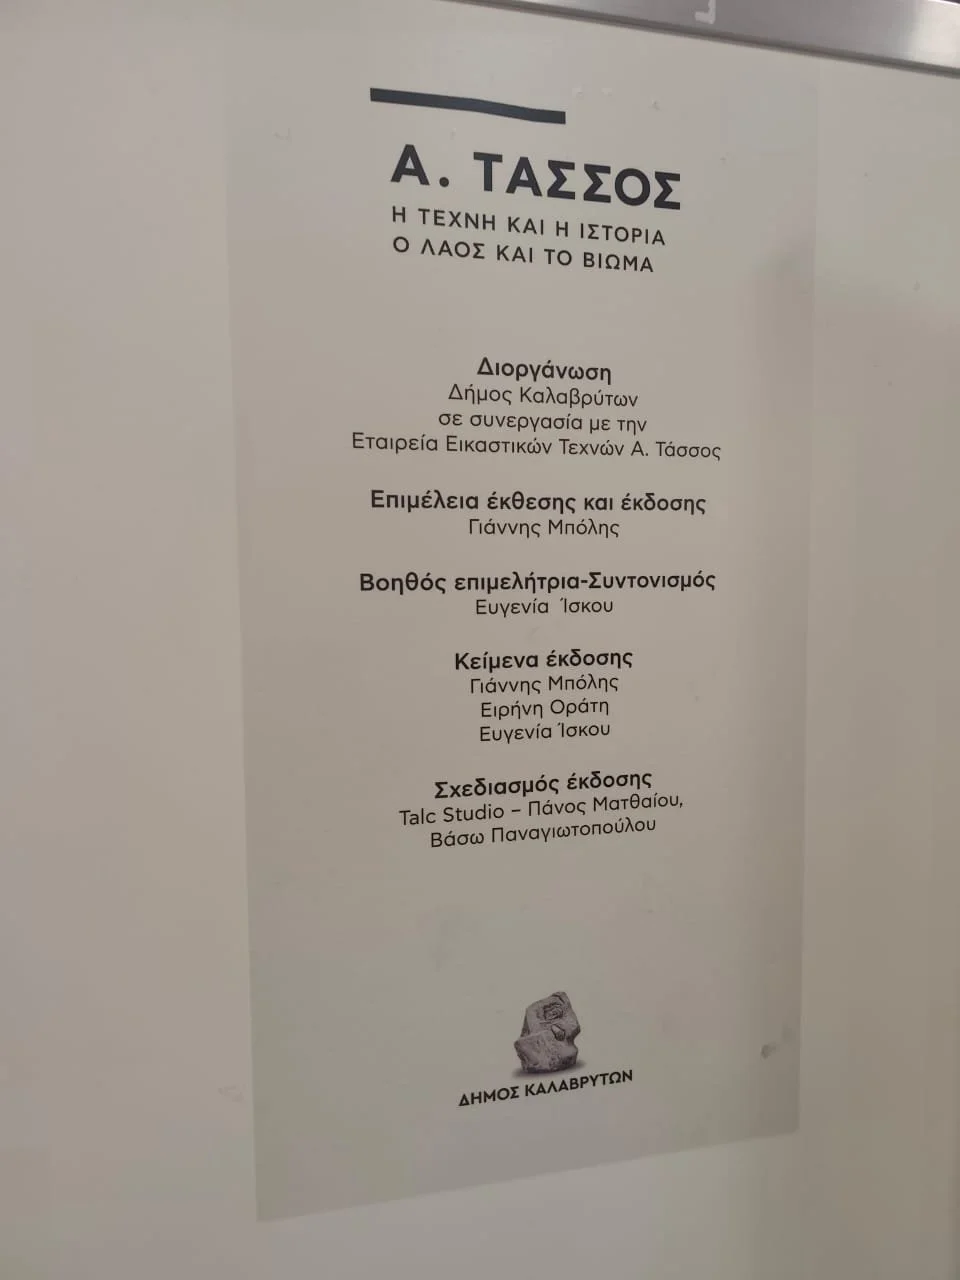 Α. ΤΑΣΣΟΣ
Η ΤΕΧΝΗ ΚΑΙ Η ΙΣΤΟΡΙΑ
Ο ΛΑΟΣ ΚΑΙ ΤΟ ΒΙΩΜΑ
Διοργάνωση
Δήμος Καλαβρύτων
σε συνεργασία με την
Εταιρεία Εικαστικών Τεχνών Α. Τάσσος
Επιμέλεια έκθεσης και έκδοσης
Γιάννης Μπόλης
Βοηθός επιμελήτρια-Συντονισμός
Ευγενία Ίσκου
Κείμενα έκδοσης
Γιάννης Μπόλης
Ειρήνη Οράτη
Ευγενία Ίσκου
Σχεδιασμός έκδοσης
Talc Studio – Πάνος Ματθαίου,
Βάσω Παναγιωτοπούλου
ΔΗΜΟΣ ΚΑΛΑΒΡΥΤΩΝ